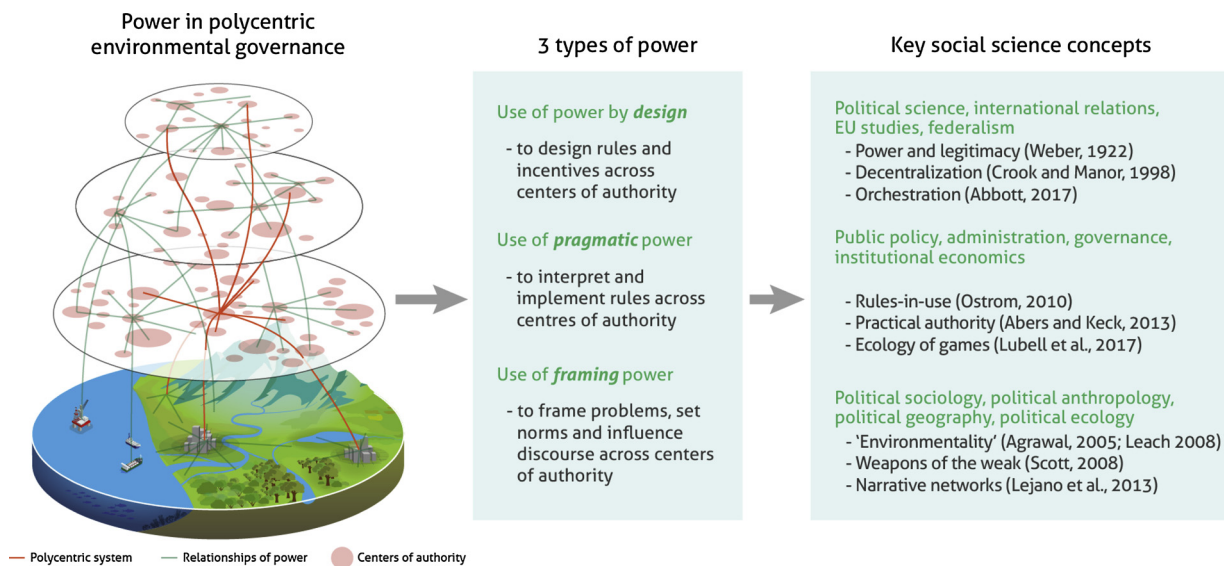 Power in polycentric
environmental governance
3 types of power
Key social science concepts
Use of power by design
- to design rules and
incentives across
centers of authority
Use of pragmatic power
- to interpret and
implement rules across
centres of authority
Use of framing power
- to frame problems, set
norms and influence
discourse across centers
of authority
Political science, international relations,
EU studies, federalism
- Power and legitimacy (Weber, 1922)
- Decentralization (Crook and Manor, 1998)
- Orchestration (Abbott, 2017)
Public policy, administration, governance,
institutional economics
- Rules-in-use (Ostrom, 2010)
- Practical authority (Abers and Keck, 2013)
- Ecology of games (Lubell et al., 2017)
Political sociology, political anthropology,
political geography, political ecology
- ‘Environmentality’ (Agrawal, 2005; Leach 2008)
- Weapons of the weak (Scott, 2008)
- Narrative networks (Lejano et al., 2013)
Polycentric system
Relationships of power
Centers of authority